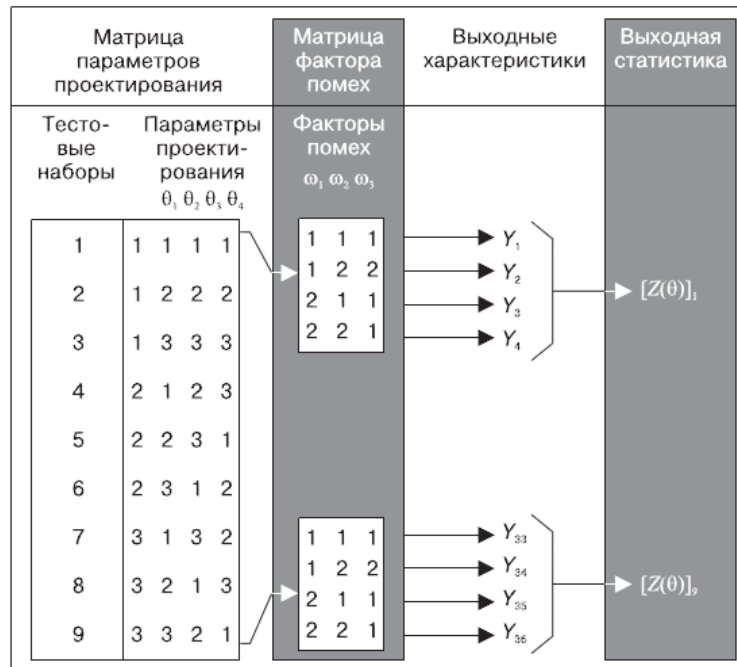 Матрица параметров проектирования
Матрица фактора помех
Выходные характеристики
Выходная статистика
Тесто-
вые
наборы
Параметры
проекти-
рования
θ₁ θ₂ θ₃ θ₄
Факторы
помех
ω₁ ω₂ ω₃
1 1 1 1 1
2 1 2 2 2
3 1 3 3 3
4 2 1 2 3
5 2 2 3 1
6 2 3 1 2
7 3 1 3 2
8 3 2 1 3
9 3 3 2 1
1 1 1
1 2 2
2 1 1
2 2 1
Y₁
Y₂
Y₃
Y₄
[Z(θ)]₁
1 1 1
1 2 2
2 1 1
2 2 1
Y₃₃
Y₃₄
Y₃₅
Y₃₆
[Z(θ)]₉